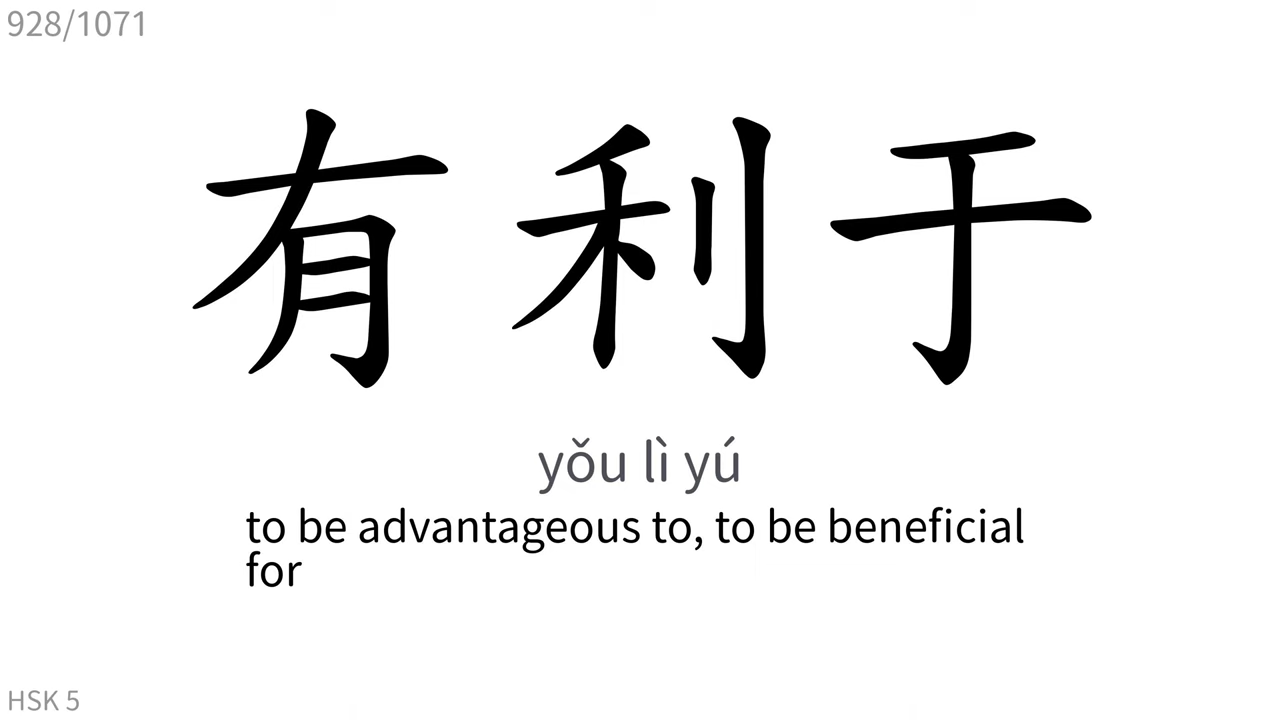 928/1071
有利于
yǒu lì yú
to be advantageous to, to be beneficial
for
HSK 5